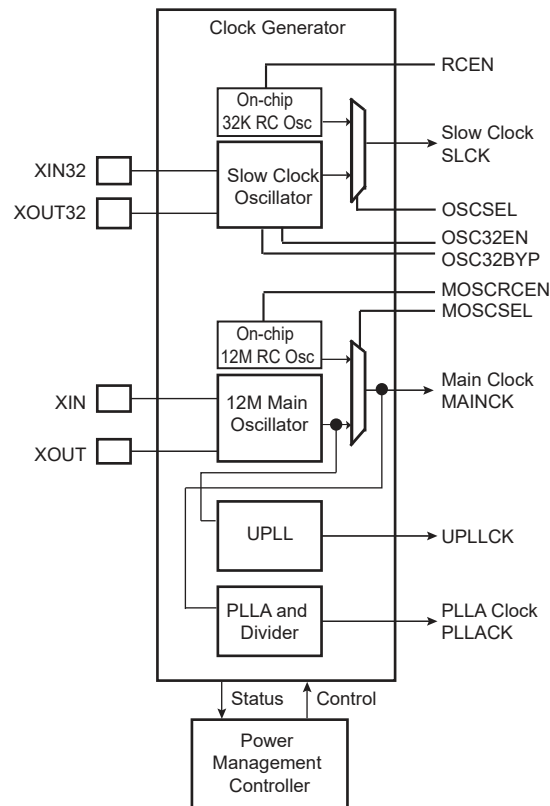 Clock Generator
RCEN
On-chip
32K RC Osc
Slow Clock
SLCK
XIN32
Slow Clock
Oscillator
XOUT32
OSCSEL
OSC32EN
OSC32BYP
MOSCRCEN
MOSCSEL
On-chip
12M RC Osc
Main Clock
MAINCK
XIN
12M Main
Oscillator
XOUT
UPLL
UPLLCK
PLLA and
Divider
PLLA Clock
PLLACK
Status
Control
Power
Management
Controller